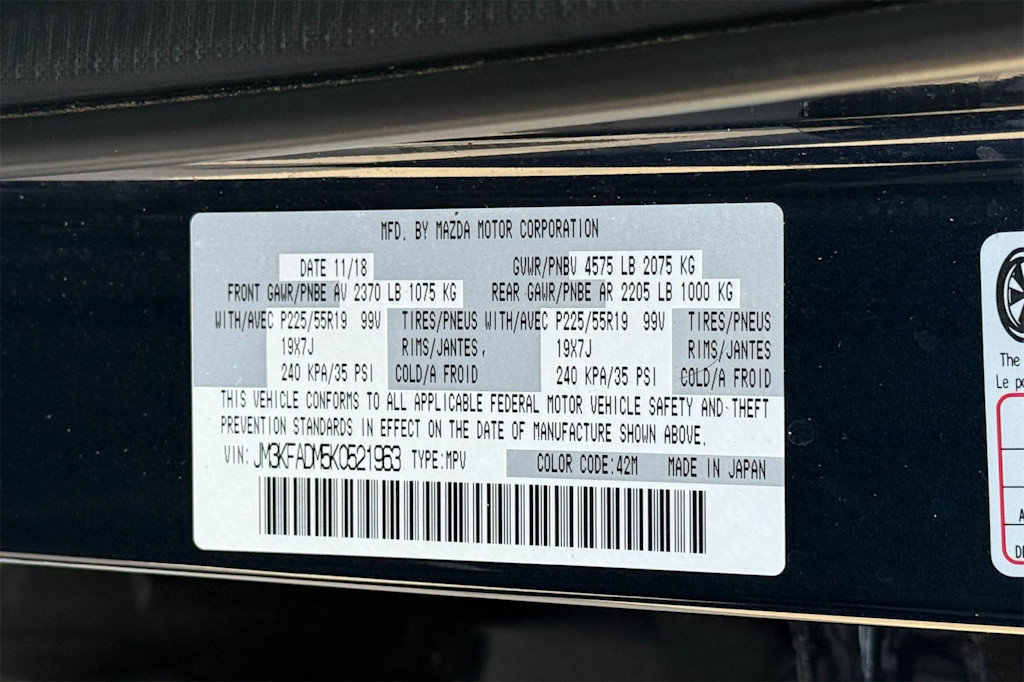 MFD. BY MAZDA MOTOR CORPORATION
DATE 11/18 GVWR/PNBV 4575 LB 2075 KG
FRONT GAWR/PNBE AV 2370 LB 1075 KG REAR GAWR/PNBE AR 2205 LB 1000 KG
WITH/AVEC P225/55R19 99V TIRES/PNEUS WITH/AVEC P225/55R19 99V TIRES/PNEUS
19X7J RIMS/JANTES, 19X7J RIMS/JANTES
240 KPA/35 PSI COLD/A FROID 240 KPA/35 PSI COLD/A FROID
THIS VEHICLE CONFORMS TO ALL APPLICABLE FEDERAL MOTOR VEHICLE SAFETY AND THEFT
PREVENTION STANDARDS IN EFFECT ON THE DATE OF MANUFACTURE SHOWN ABOVE.
VIN: JM3KFADM5K0521963 TYPE:MPV COLOR CODE:42M MADE IN JAPAN
The
Le